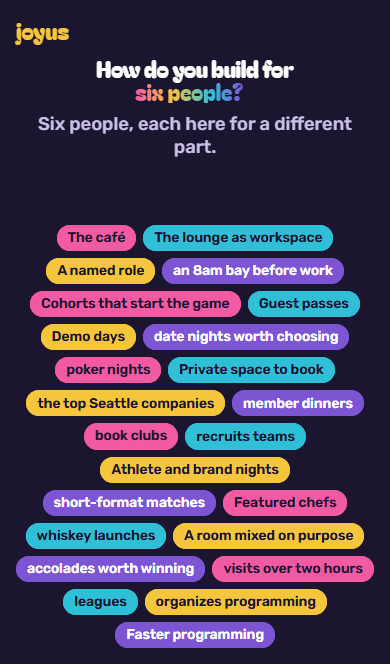 joyus
How do you build for
six people?
Six people, each here for a different
part.
The café The lounge as workspace
A named role an 8am bay before work
Cohorts that start the game Guest passes
Demo days date nights worth choosing
poker nights Private space to book
the top Seattle companies member dinners
book clubs recruits teams
Athlete and brand nights
short-format matches Featured chefs
whiskey launches A room mixed on purpose
accolades worth winning visits over two hours
leagues organizes programming
Faster programming